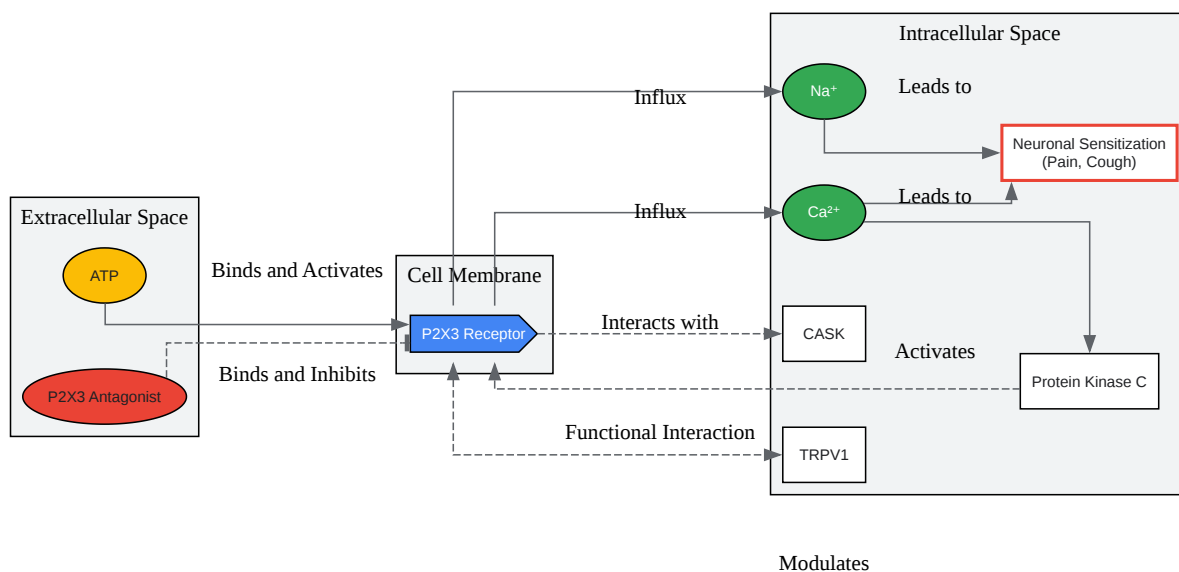 Intracellular Space
Na⁺
Leads to
Influx
Neuronal Sensitization
(Pain, Cough)
Leads to
Ca²⁺
Influx
Extracellular Space
ATP
Binds and Activates
Cell Membrane
P2X3 Receptor
Interacts with
CASK
Activates
Binds and Inhibits
P2X3 Antagonist
Protein Kinase C
Functional Interaction
TRPV1
Modulates